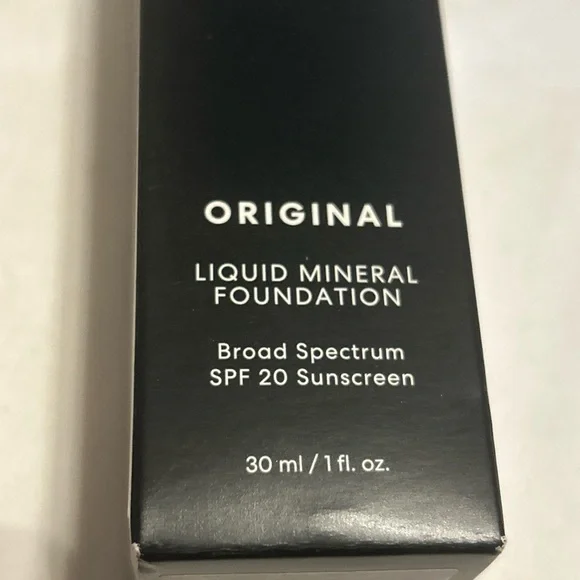 ORIGINAL
LIQUID MINERAL
FOUNDATION
Broad Spectrum
SPF 20 Sunscreen
30 ml / 1 fl. oz.